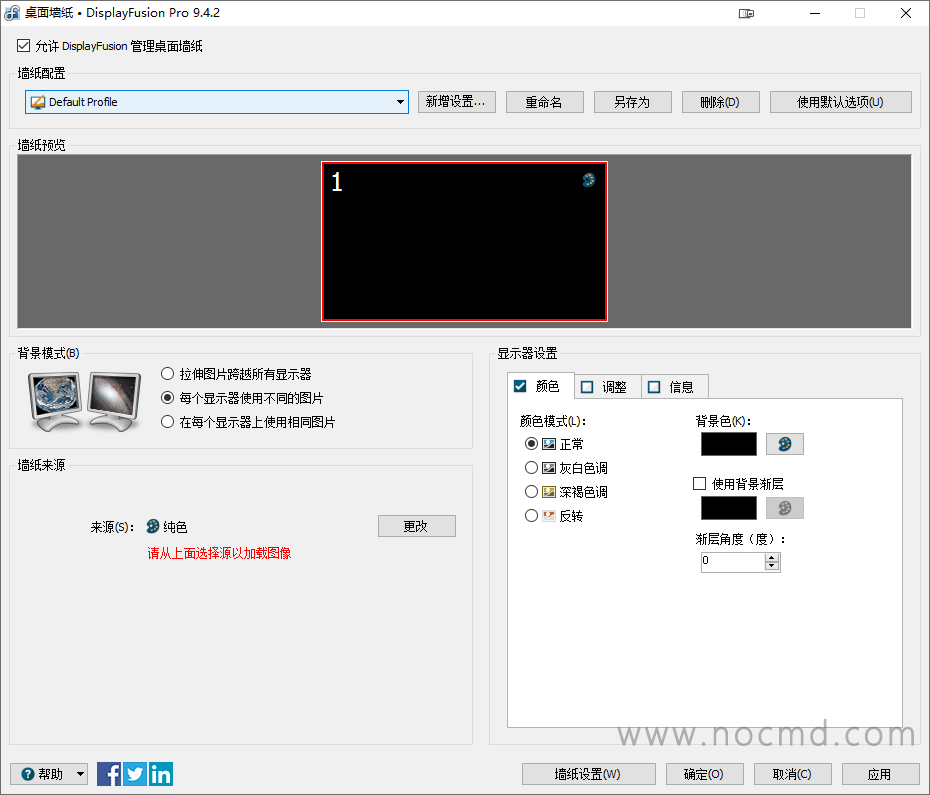 桌面墙纸 • DisplayFusion Pro 9.4.2
允许 DisplayFusion 管理桌面墙纸
墙纸配置
Default Profile
新增设置...
重命名
另存为
删除(D)
使用默认选项(U)
墙纸预览
1
背景模式(B)
拉伸图片跨越所有显示器
每个显示器使用不同的图片
在每个显示器上使用相同图片
墙纸来源
来源(S)： 纯色
更改
请从上面选择源以加载图像
显示器设置
颜色 调整 信息
颜色模式(L)：
正常
灰白色调
深褐色调
反转
背景色(K)：
使用背景渐层
渐层角度（度）：
0
www.nocmd.com
帮助
墙纸设置(W)
确定(O)
取消(C)
应用